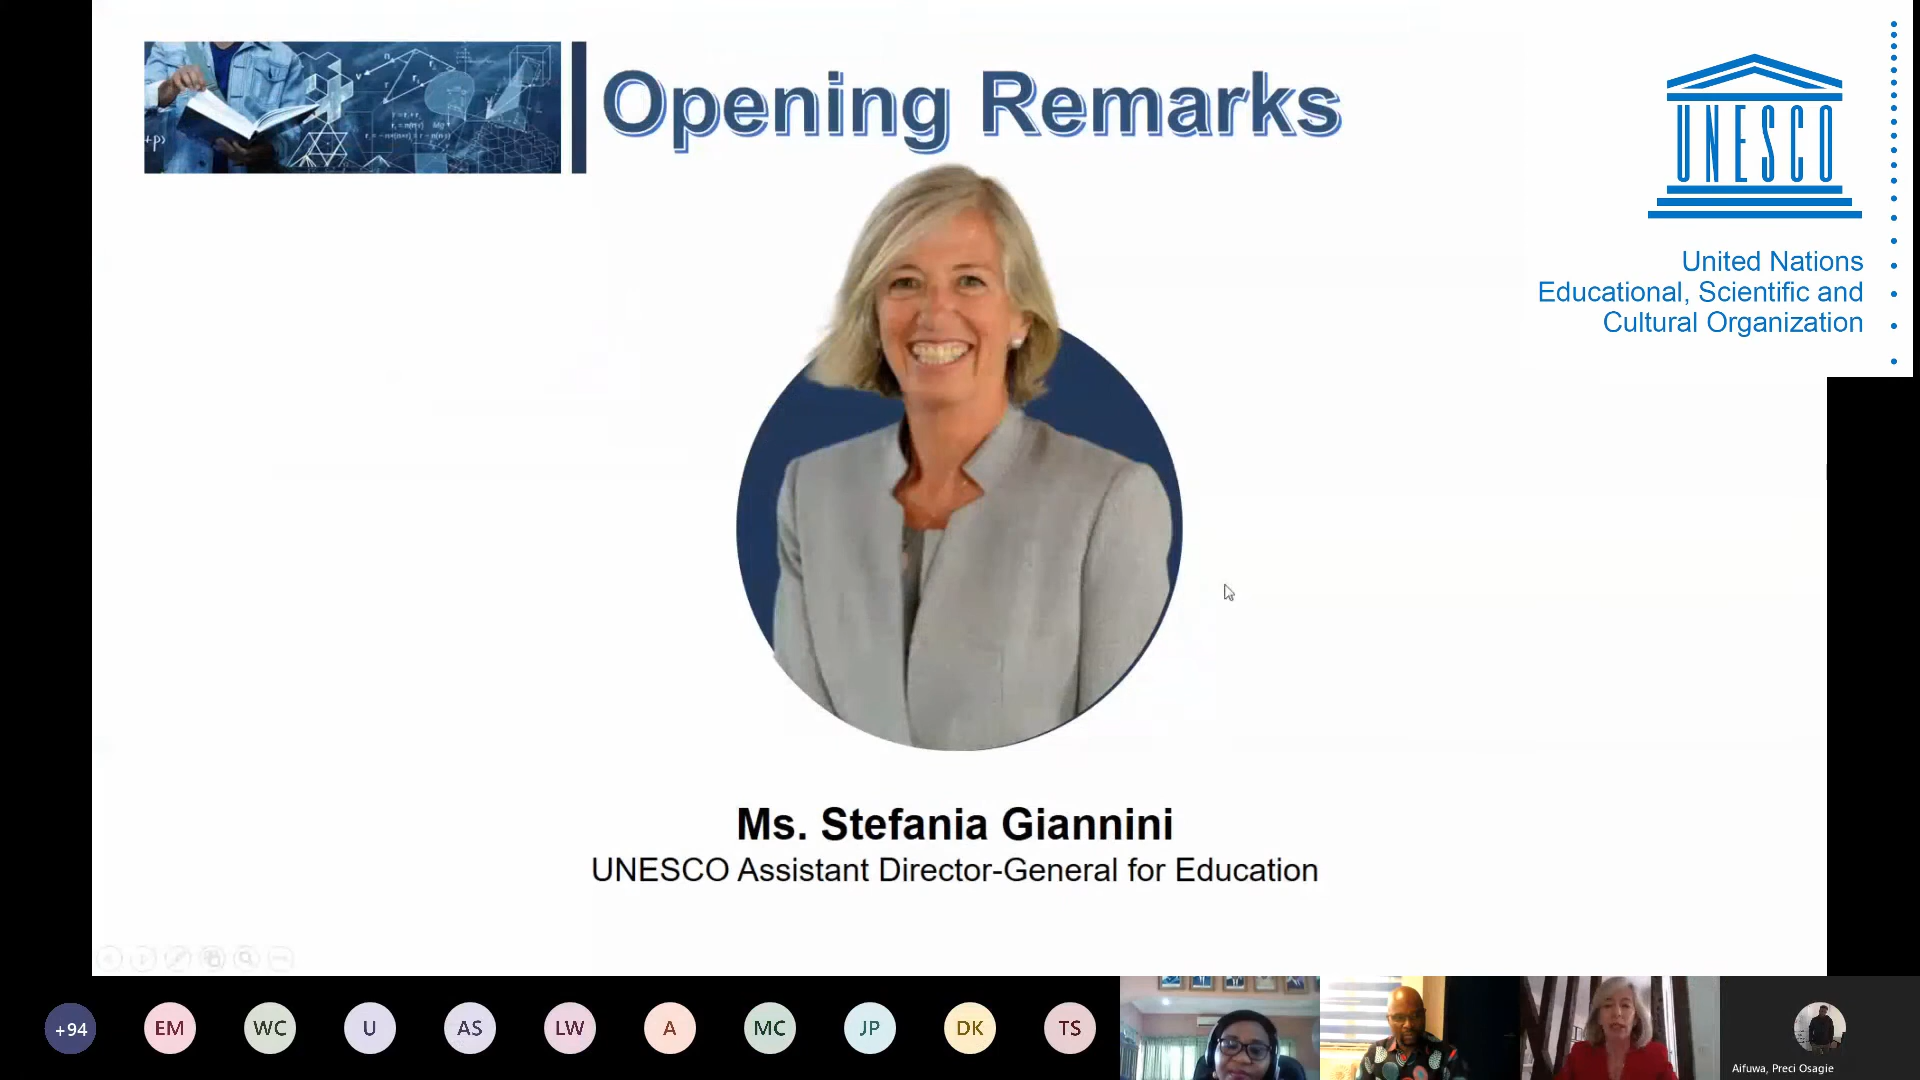 Opening Remarks
UNESCO
United Nations
Educational, Scientific and
Cultural Organization
Ms. Stefania Giannini
UNESCO Assistant Director-General for Education
+94
EM
WC
U
AS
LW
A
MC
JP
DK
TS
Aifuwa, Preci Osagie